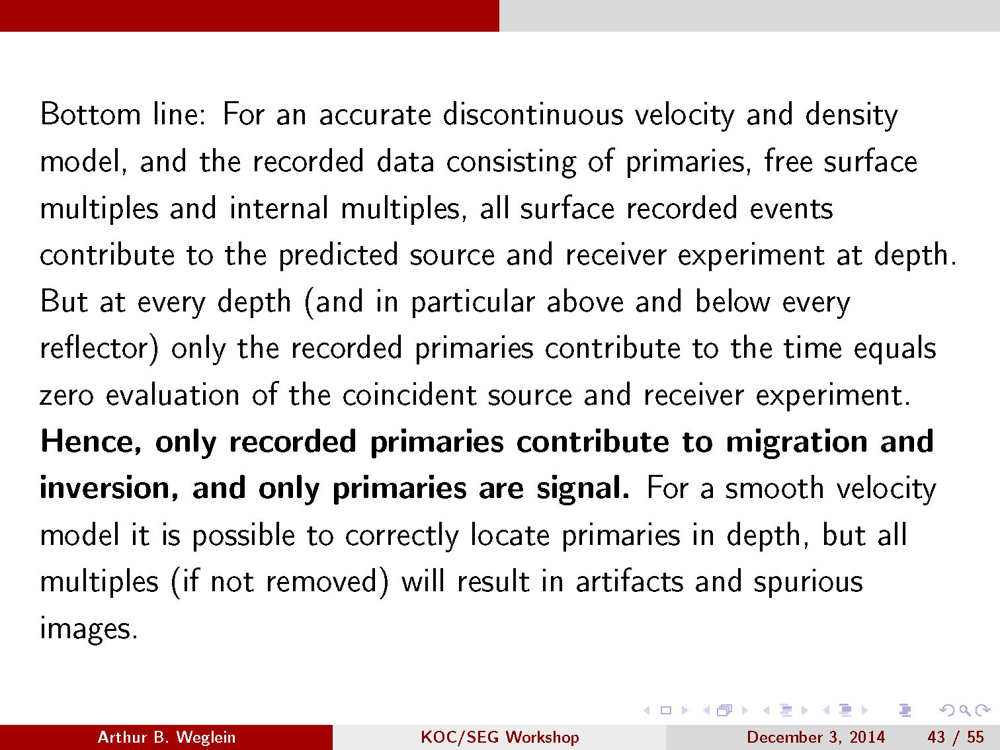 Bottom line: For an accurate discontinuous velocity and density
model, and the recorded data consisting of primaries, free surface
multiples and internal multiples, all surface recorded events
contribute to the predicted source and receiver experiment at depth.
But at every depth (and in particular above and below every
reflector) only the recorded primaries contribute to the time equals
zero evaluation of the coincident source and receiver experiment.
Hence, only recorded primaries contribute to migration and
inversion, and only primaries are signal. For a smooth velocity
model it is possible to correctly locate primaries in depth, but all
multiples (if not removed) will result in artifacts and spurious
images.
Arthur B. Weglein KOC/SEG Workshop December 3, 2014 43 / 55